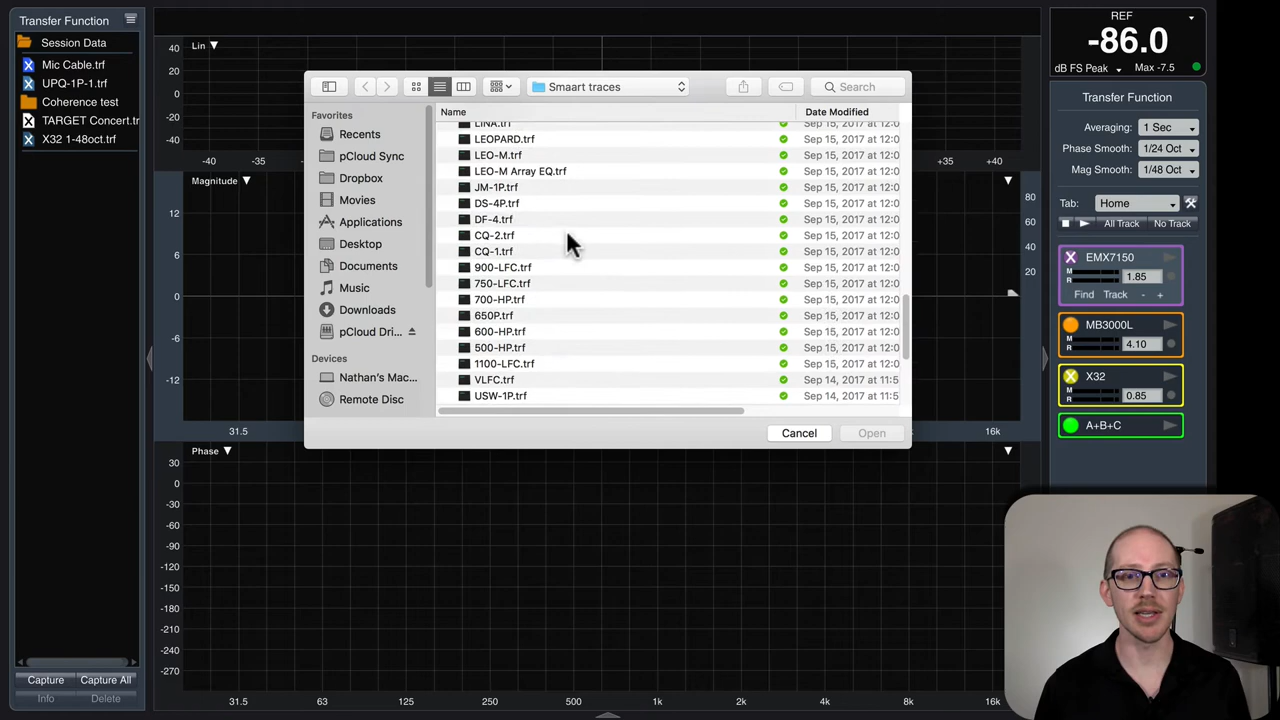 Transfer Function
Session Data
Mic Cable.trf
UPQ-1P-1.trf
Coherence test
TARGET Concert.tr
X32 1-48oct.trf
Capture Capture All
Info Delete
Lin
40
20
0
-20
-40
-40 -35 +35 +40
Magnitude
12
6
0
-6
-12
80
60
40
20
31.5 16k
Phase
30
0
-30
-60
-90
-120
-150
-180
-210
-240
-270
31.5 63 125 250 500 1k 2k 4k 8k 16k
Smaart traces
Search
Favorites
Recents
pCloud Sync
Dropbox
Movies
Applications
Desktop
Documents
Music
Downloads
pCloud Dri...
Devices
Nathan's Mac...
Remote Disc
Name Date Modified
LINA.trf Sep 15, 2017 at 12:0
LEOPARD.trf Sep 15, 2017 at 12:0
LEO-M.trf Sep 15, 2017 at 12:0
LEO-M Array EQ.trf Sep 15, 2017 at 12:0
JM-1P.trf Sep 15, 2017 at 12:0
DS-4P.trf Sep 15, 2017 at 12:0
DF-4.trf Sep 15, 2017 at 12:0
CQ-2.trf Sep 15, 2017 at 12:0
CQ-1.trf Sep 15, 2017 at 12:0
900-LFC.trf Sep 15, 2017 at 12:0
750-LFC.trf Sep 15, 2017 at 12:0
700-HP.trf Sep 15, 2017 at 12:0
650P.trf Sep 15, 2017 at 12:0
600-HP.trf Sep 15, 2017 at 12:0
500-HP.trf Sep 15, 2017 at 12:0
1100-LFC.trf Sep 15, 2017 at 12:0
VLFC.trf Sep 14, 2017 at 11:5
USW-1P.trf Sep 14, 2017 at 11:5
Cancel Open
REF
-86.0
dB FS Peak Max -7.5
Transfer Function
Averaging: 1 Sec
Phase Smooth: 1/24 Oct
Mag Smooth: 1/48 Oct
Tab: Home
All Track No Track
EMX7150
M
R
1.85
Find Track - +
MB3000L
M
R
4.10
X32
M
R
0.85
A+B+C